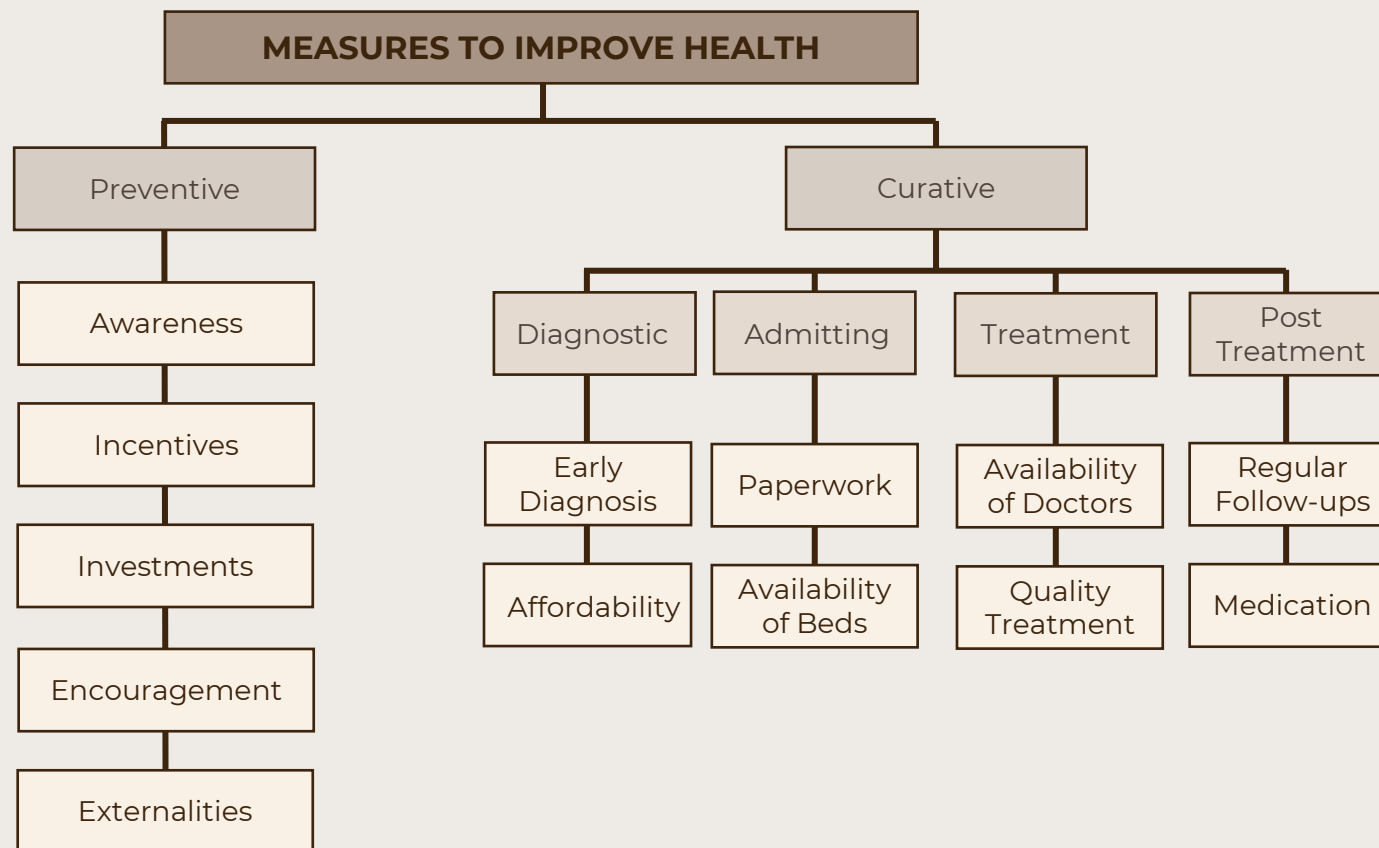 MEASURES TO IMPROVE HEALTH
Preventive
Curative
Awareness
Incentives
Investments
Encouragement
Externalities
Diagnostic
Early
Diagnosis
Affordability
Admitting
Paperwork
Availability
of Beds
Treatment
Availability
of Doctors
Quality
Treatment
Post
Treatment
Regular
Follow-ups
Medication